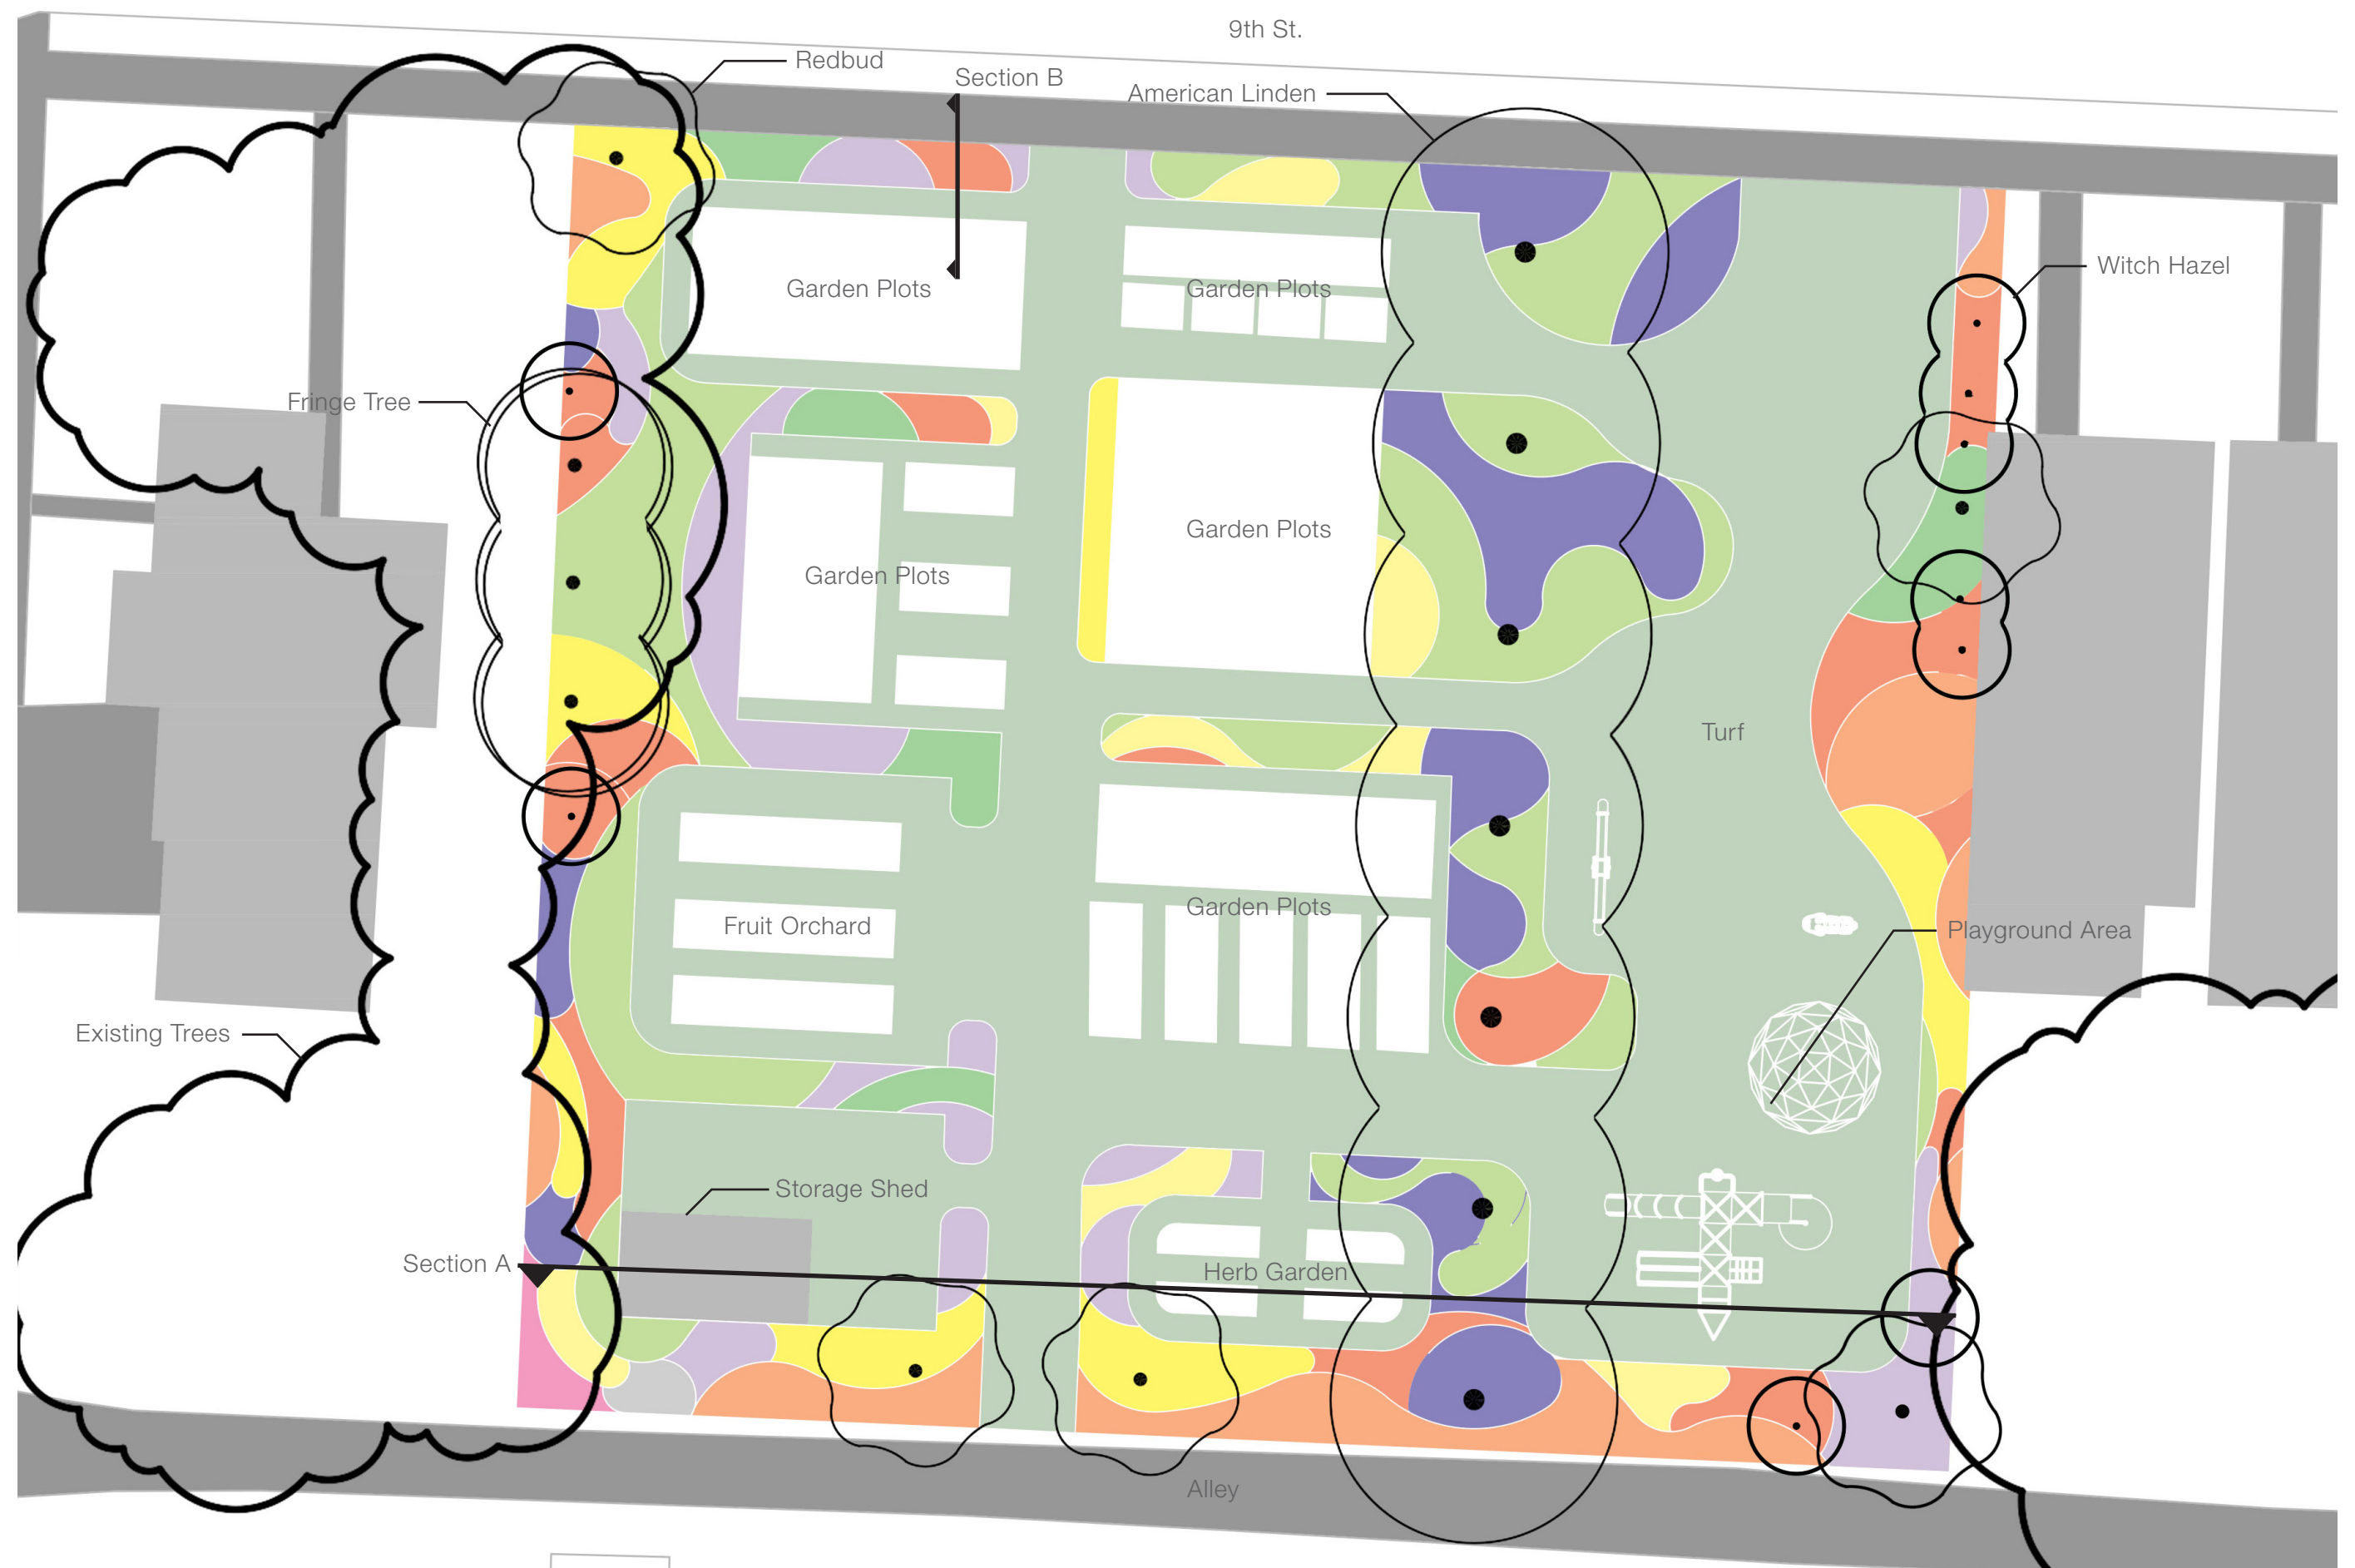 9th St.
Redbud
Section B
American Linden
Witch Hazel
Garden Plots
Garden Plots
Fringe Tree
Garden Plots
Garden Plots
Turf
Garden Plots
Fruit Orchard
Playground Area
Existing Trees
Storage Shed
Section A
Herb Garden
Alley